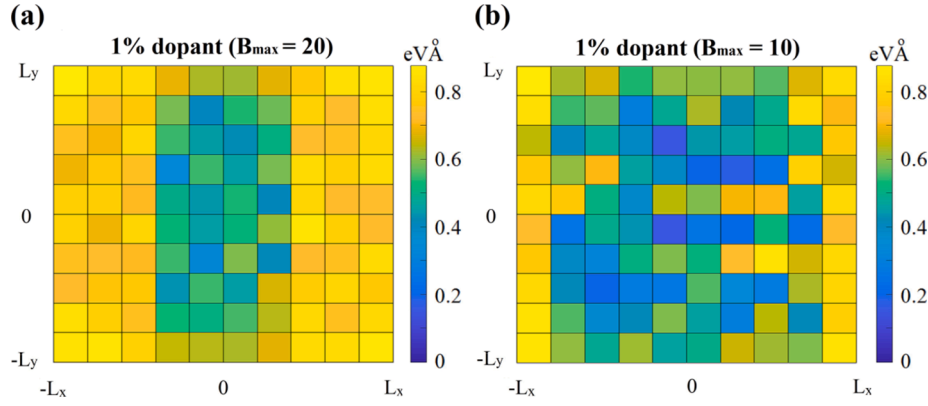 (a)
1% dopant (Bmax = 20)
eVÅ
Ly
0
-Ly
-Lx 0 Lx
0.8
0.6
0.4
0.2
0
(b)
1% dopant (Bmax = 10)
eVÅ
Ly
0
-Ly
-Lx 0 Lx
0.8
0.6
0.4
0.2
0